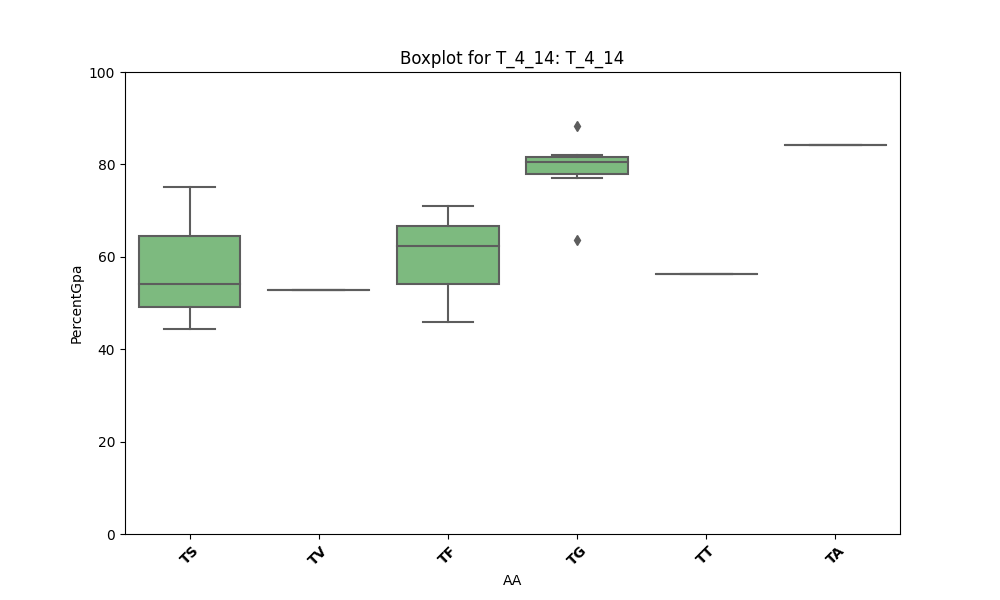 Boxplot for T_4_14: T_4_14
100
80
60
40
20
0
PercentGpa
TS
TV
TF
TG
TT
TA
AA